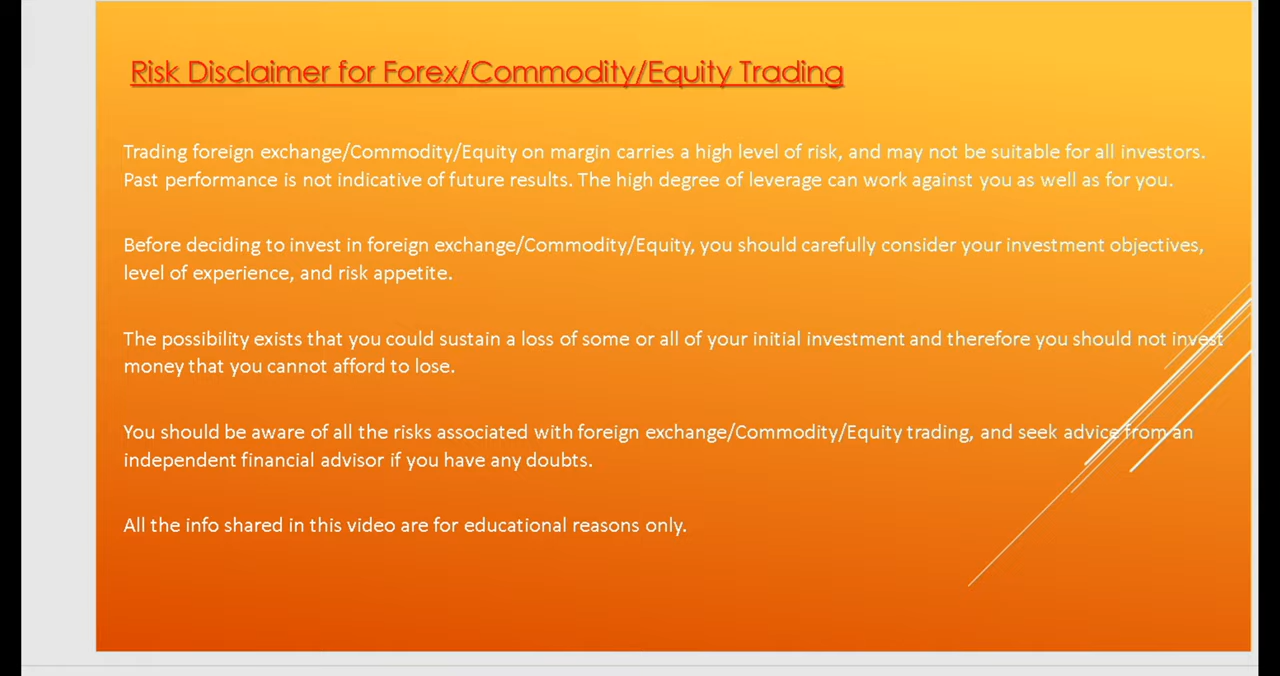 Risk Disclaimer for Forex/Commodity/Equity Trading
Trading foreign exchange/Commodity/Equity on margin carries a high level of risk, and may not be suitable for all investors.
Past performance is not indicative of future results. The high degree of leverage can work against you as well as for you.
Before deciding to invest in foreign exchange/Commodity/Equity, you should carefully consider your investment objectives,
level of experience, and risk appetite.
The possibility exists that you could sustain a loss of some or all of your initial investment and therefore you should not invest
money that you cannot afford to lose.
You should be aware of all the risks associated with foreign exchange/Commodity/Equity trading, and seek advice from an
independent financial advisor if you have any doubts.
All the info shared in this video are for educational reasons only.